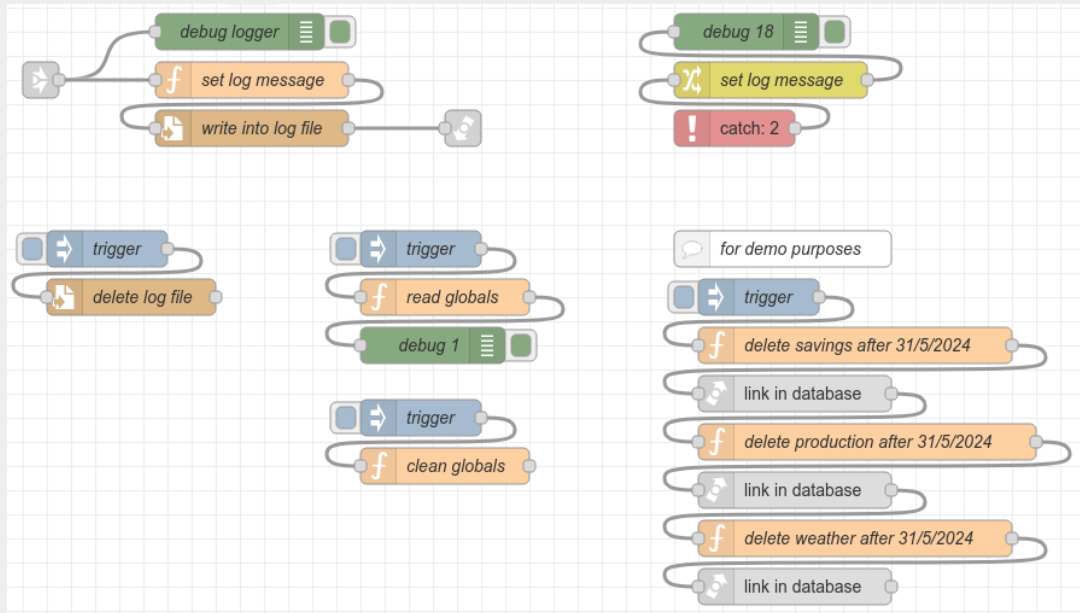 debug logger
set log message
write into log file
debug 18
set log message
catch: 2
trigger
delete log file
trigger
read globals
debug 1
trigger
clean globals
for demo purposes
trigger
delete savings after 31/5/2024
link in database
delete production after 31/5/2024
link in database
delete weather after 31/5/2024
link in database